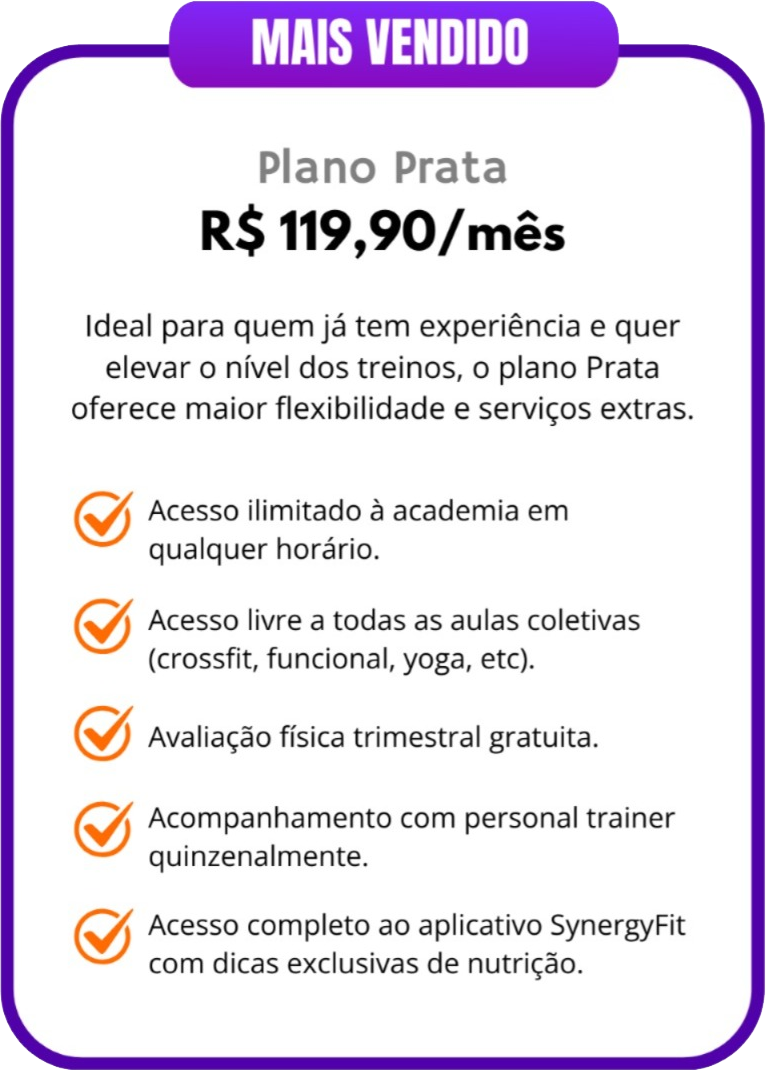 MAIS VENDIDO
Plano Prata
R$ 119,90/mês
Ideal para quem já tem experiência e quer
elevar o nível dos treinos, o plano Prata
oferece maior flexibilidade e serviços extras.
Acesso ilimitado à academia em
qualquer horário.
Acesso livre a todas as aulas coletivas
(crossfit, funcional, yoga, etc).
Avaliação física trimestral gratuita.
Acompanhamento com personal trainer
quinzenalmente.
Acesso completo ao aplicativo SynergyFit
com dicas exclusivas de nutrição.